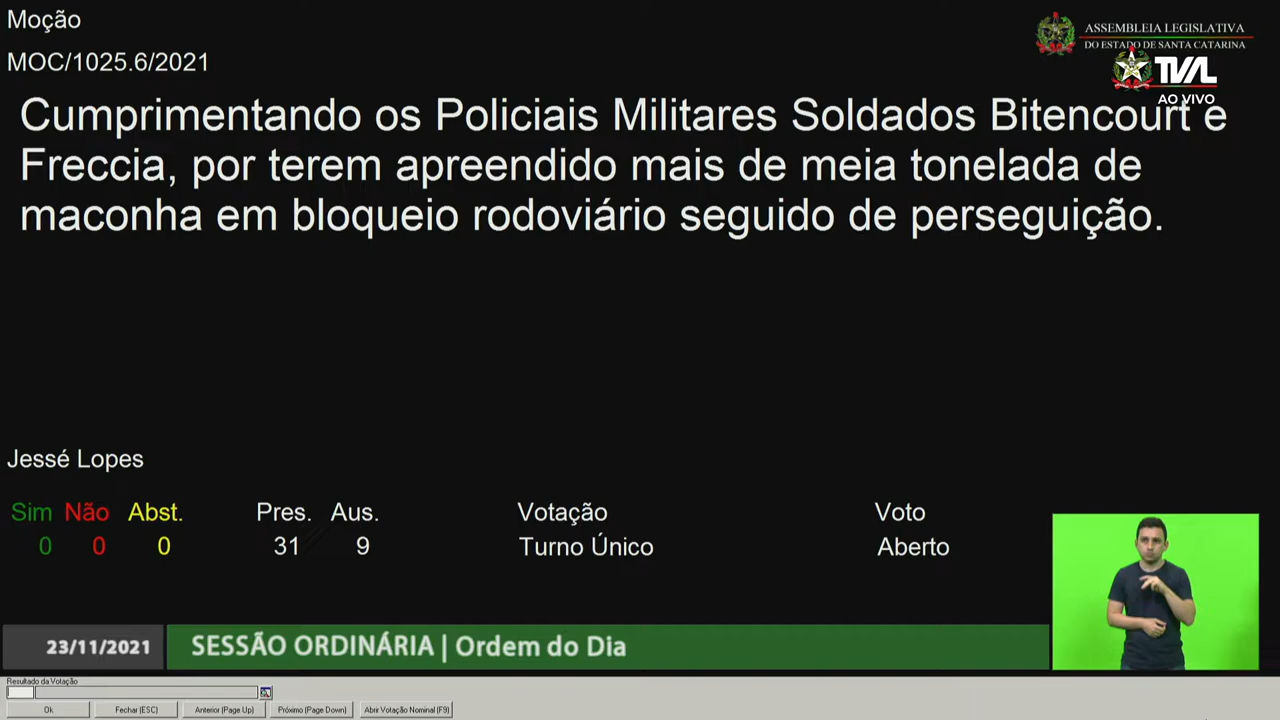 Moção
MOC/1025.6/2021
ASSEMBLEIA LEGISLATIVA
DO ESTADO DE SANTA CATARINA
TVAL
AO VIVO
Cumprimentando os Policiais Militares Soldados Bitencourt e
Freccia, por terem apreendido mais de meia tonelada de
maconha em bloqueio rodoviário seguido de perseguição.
Jessé Lopes
Sim Não Abst. Pres. Aus. Votação Voto
0 0 0 31 9 Turno Único Aberto
23/11/2021 SESSÃO ORDINÁRIA | Ordem do Dia
Resultado da Votação
Ok Fechar (ESC) Anterior (Page Up) Próximo (Page Down) Abrir Votação Nominal (F9)